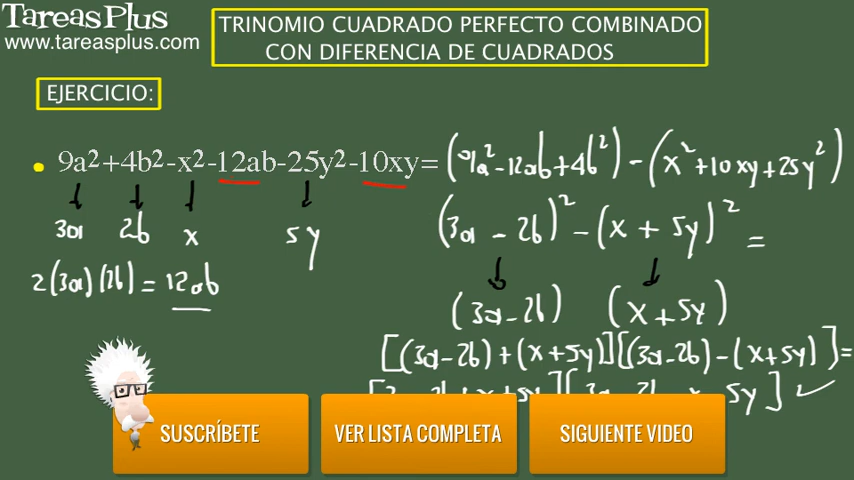 TareasPlus
www.tareasplus.com
TRINOMIO CUADRADO PERFECTO COMBINADO
CON DIFERENCIA DE CUADRADOS
EJERCICIO:
• 9a²+4b²-x²-12ab-25y²-10xy= (9a²-12ab+4b²) - (x²+10xy+25y²)
↓ ↓ ↓ ↓
3a 2b x 5y
(3a - 2b)² - (x + 5y)² =
↓ ↓
2(3a)(2b) = 12ab
(3a-2b) (x+5y)
[(3a-2b)+(x+5y)][(3a-2b)-(x+5y)]=
5y] ✓
SUSCRÍBETE
VER LISTA COMPLETA
SIGUIENTE VIDEO